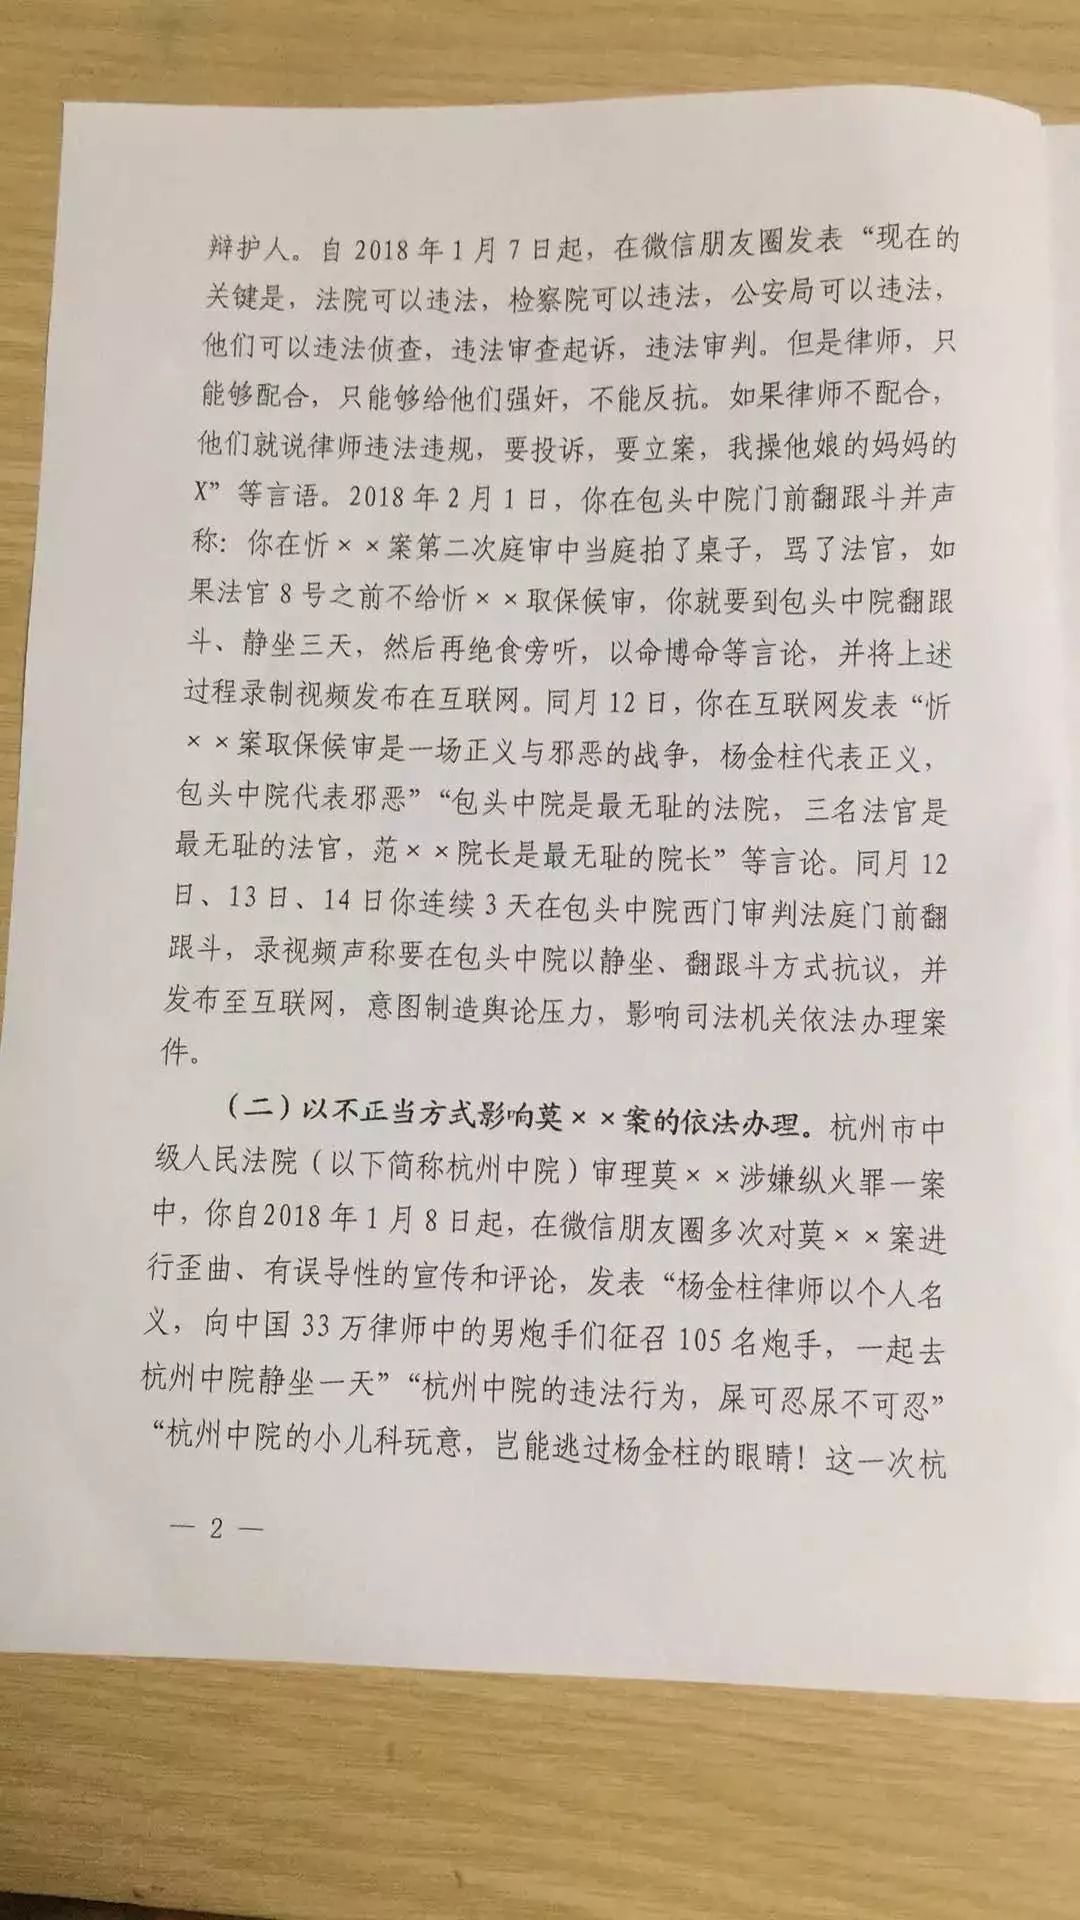 辩护人。自 2018 年 1 月 7 日起，在微信朋友圈发表“现在的
关键是，法院可以违法，检察院可以违法，公安局可以违法，
他们可以违法侦查，违法审查起诉，违法审判。但是律师，只
能够配合，只能够给他们强奸，不能反抗。如果律师不配合，
他们就说律师违法违规，要投诉，要立案，我操他娘的妈妈的
X”等言语。2018 年 2 月 1 日，你在包头中院门前翻跟斗并声
称：你在忻××案第二次庭审中当庭拍了桌子，骂了法官，如
果法官 8 号之前不给忻××取保候审，你就要到包头中院翻跟
斗、静坐三天，然后再绝食旁听，以命博命等言论，并将上述
过程录制视频发布在互联网。同月 12 日，你在互联网发表“忻
××案取保候审是一场正义与邪恶的战争，杨金柱代表正义，
包头中院代表邪恶”“包头中院是最无耻的法院，三名法官是
最无耻的法官，范××院长是最无耻的院长”等言论。同月 12
日、13 日、14 日你连续 3 天在包头中院西门审判法庭门前翻
跟斗，录视频声称要在包头中院以静坐、翻跟斗方式抗议，并
发布至互联网，意图制造舆论压力，影响司法机关依法办理案
件。
（二）以不正当方式影响莫××案的依法办理。杭州市中
级人民法院（以下简称杭州中院）审理莫××涉嫌纵火罪一案
中，你自2018 年 1 月 8 日起，在微信朋友圈多次对莫××案进
行歪曲、有误导性的宣传和评论，发表“杨金柱律师以个人名
义，向中国 33 万律师中的男炮手们征召 105 名炮手，一起去
杭州中院静坐一天”“杭州中院的违法行为，屎可忍尿不可忍”
“杭州中院的小儿科玩意，岂能逃过杨金柱的眼睛！这一次杭
— 2 —